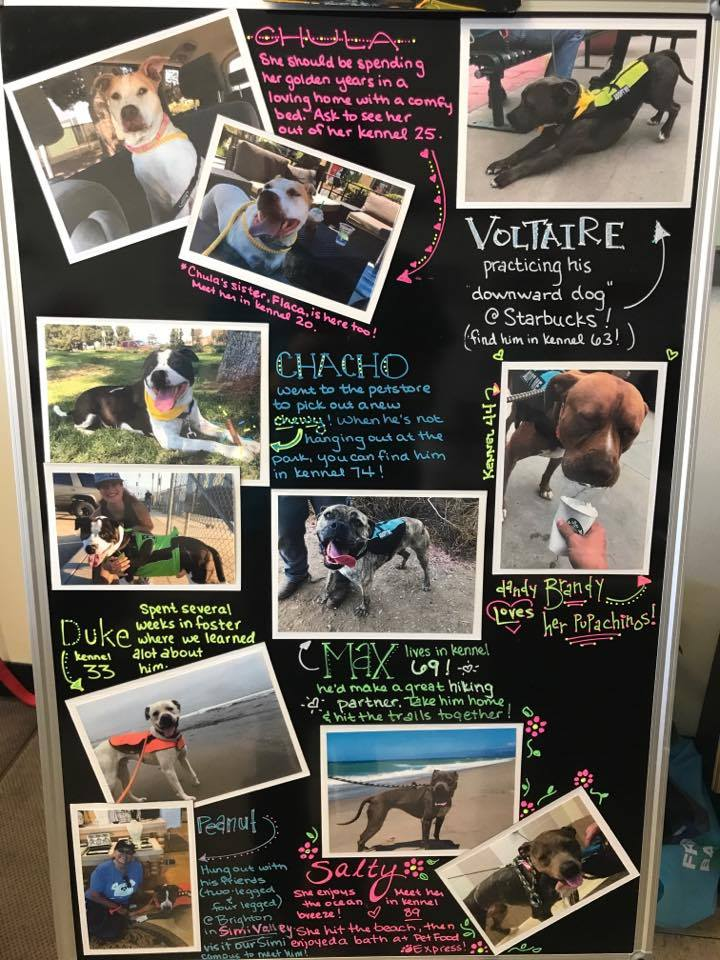 CHULA
She should be spending
her golden years in a
loving home with a comfy
bed. Ask to see her
out of her kennel 25.
*Chula's sister, Flaca, is here too!
Meet her in kennel 20.
VOLTAIRE
practicing his
"downward dog"
@ Starbucks!
(find him in kennel 63!)
CHACHO
went to the petstore
to pick out a new
chewy! When he's not
hanging out at the
park, you can find him
in kennel 74!
Kennel 44
dandy Brandy
Loves her Pupachinos!
Duke
kennel
33
Spent several
weeks in foster
where we learned
alot about
him.
MAX lives in kennel
69!
he'd make a great hiking
partner. Take him home
& hit the trails together!
Peanut
Hung out with
his friends
(two legged
& four
legged)
@ Brighton
in Simi Valley
visit our Simi
campus to meet him!
Salty
She enjoys
the ocean
breeze!
Meet her
in kennel
89
She hit the beach, then
enjoyed a bath at Pet Food
Express!